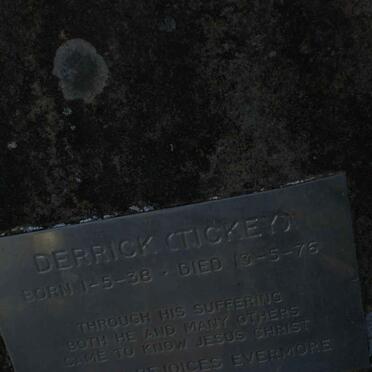 DERRICK (TICKEY)
BORN 1-5-38 • DIED 13-5-76
THROUGH HIS SUFFERING
BOTH HE AND MANY OTHERS
CAME TO KNOW JESUS CHRIST
REJOICES EVERMORE